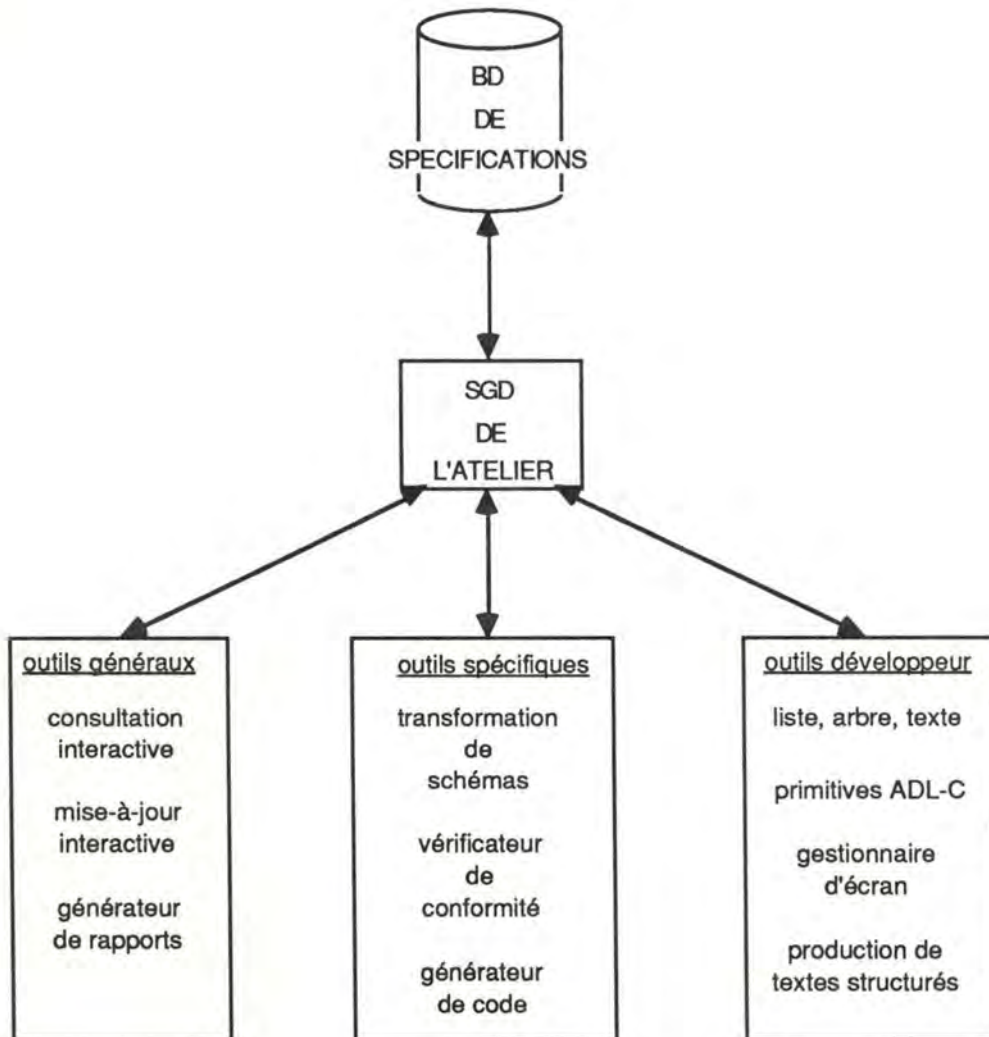 BD
DE
SPECIFICATIONS
SGD
DE
L'ATELIER
outils généraux
consultation
interactive
mise-à-jour
interactive
générateur
de rapports
outils spécifiques
transformation
de
schémas
vérificateur
de
conformité
générateur
de code
outils développeur
liste, arbre, texte
primitives ADL-C
gestionnaire
d'écran
production de
textes structurés